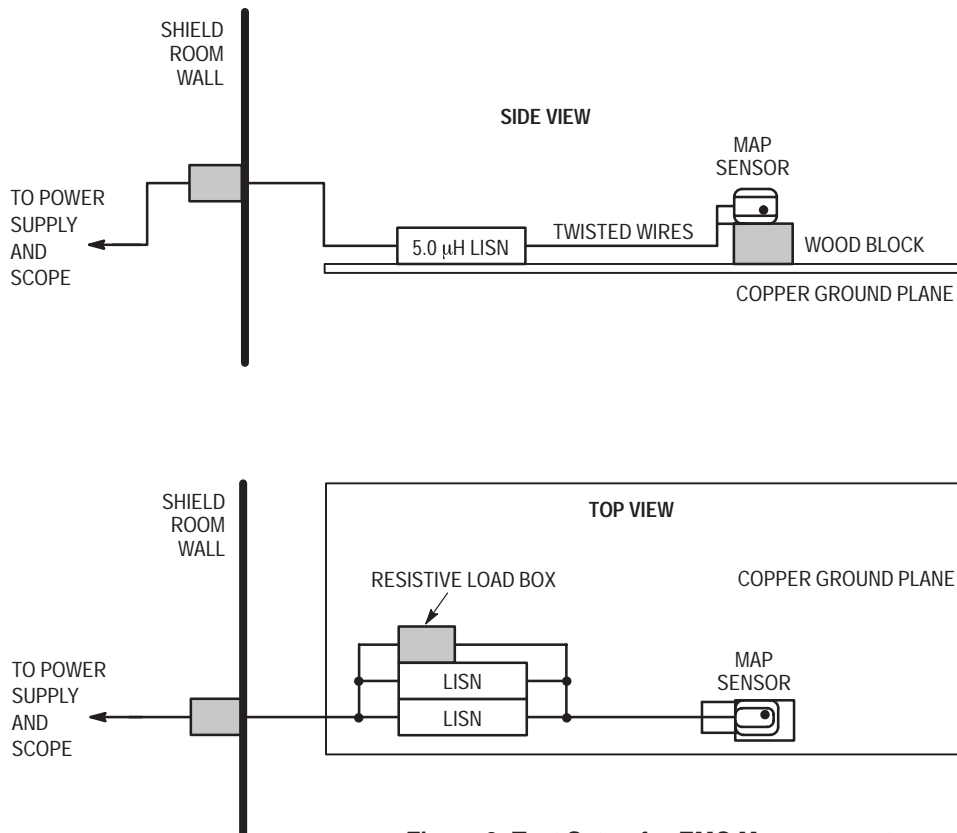 SHIELD
ROOM
WALL
SIDE VIEW
MAP
SENSOR
TO POWER
SUPPLY
AND
SCOPE
5.0 µH LISN
TWISTED WIRES
WOOD BLOCK
COPPER GROUND PLANE
SHIELD
ROOM
WALL
TOP VIEW
RESISTIVE LOAD BOX
COPPER GROUND PLANE
TO POWER
SUPPLY
AND
SCOPE
LISN
LISN
MAP
SENSOR